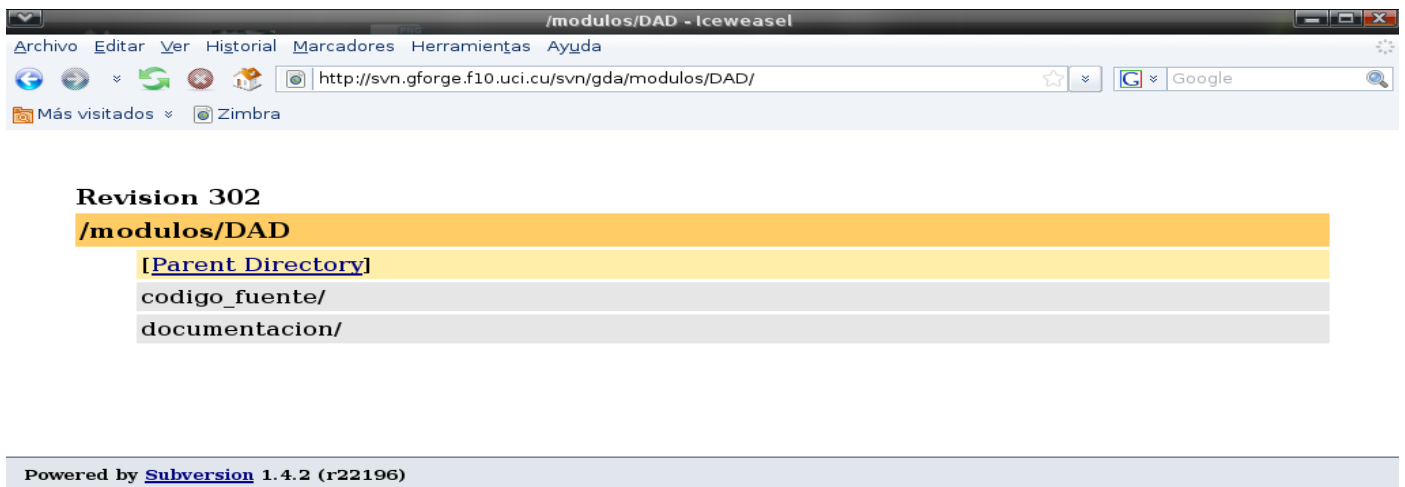 /modulos/DAD - Iceweasel
Archivo Editar Ver Historial Marcadores Herramientas Ayuda
http://svn.gforge.f10.uci.cu/svn/gda/modulos/DAD/ G Google
Más visitados Zimbra
Revision 302
/modulos/DAD
[Parent Directory]
codigo_fuente/
documentacion/
Powered by Subversion 1.4.2 (r22196)